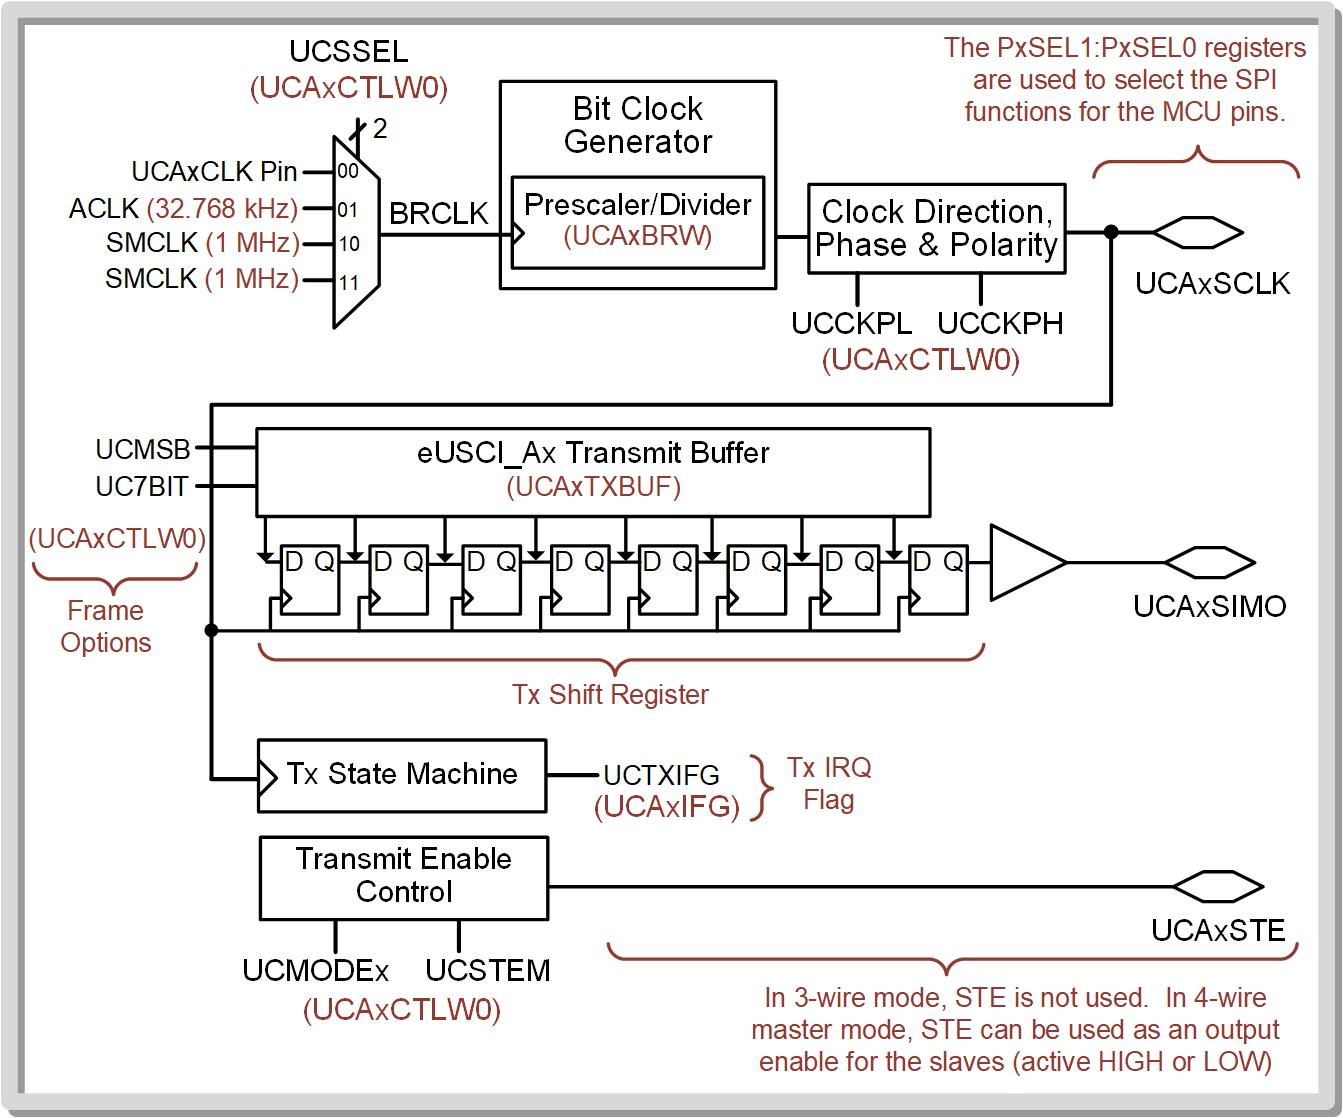 UCSSEL
(UCAxCTLW0)
2
The PxSEL1:PxSEL0 registers
are used to select the SPI
functions for the MCU pins.
UCAxCLK Pin
00
ACLK (32.768 kHz)
01
SMCLK (1 MHz)
10
SMCLK (1 MHz)
11
BRCLK
Bit Clock
Generator
Prescaler/Divider
(UCAxBRW)
Clock Direction,
Phase & Polarity
UCAxSCLK
UCCKPL UCCKPH
(UCAxCTLW0)
UCMSB
UC7BIT
(UCAxCTLW0)
Frame
Options
eUSCI_Ax Transmit Buffer
(UCAxTXBUF)
D Q D Q D Q D Q D Q D Q D Q D Q
UCAxSIMO
Tx Shift Register
Tx State Machine
UCTXIFG
(UCAxIFG)
Tx IRQ
Flag
Transmit Enable
Control
UCAxSTE
UCMODEx UCSTEM
(UCAxCTLW0)
In 3-wire mode, STE is not used. In 4-wire
master mode, STE can be used as an output
enable for the slaves (active HIGH or LOW)